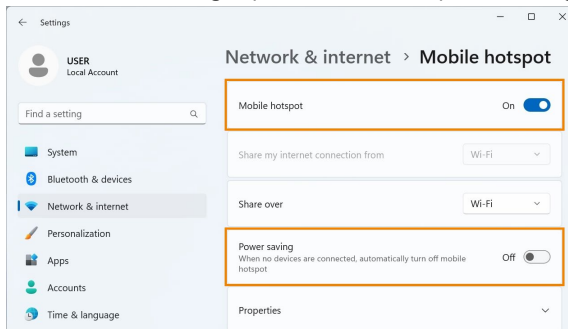 Settings
USER
Local Account
Find a setting
System
Bluetooth & devices
Network & internet
Personalization
Apps
Accounts
Time & language
Network & internet > Mobile hotspot
Mobile hotspot
On
Share my internet connection from
Wi-Fi
Share over
Wi-Fi
Power saving
When no devices are connected, automatically turn off mobile
hotspot
Off
Properties